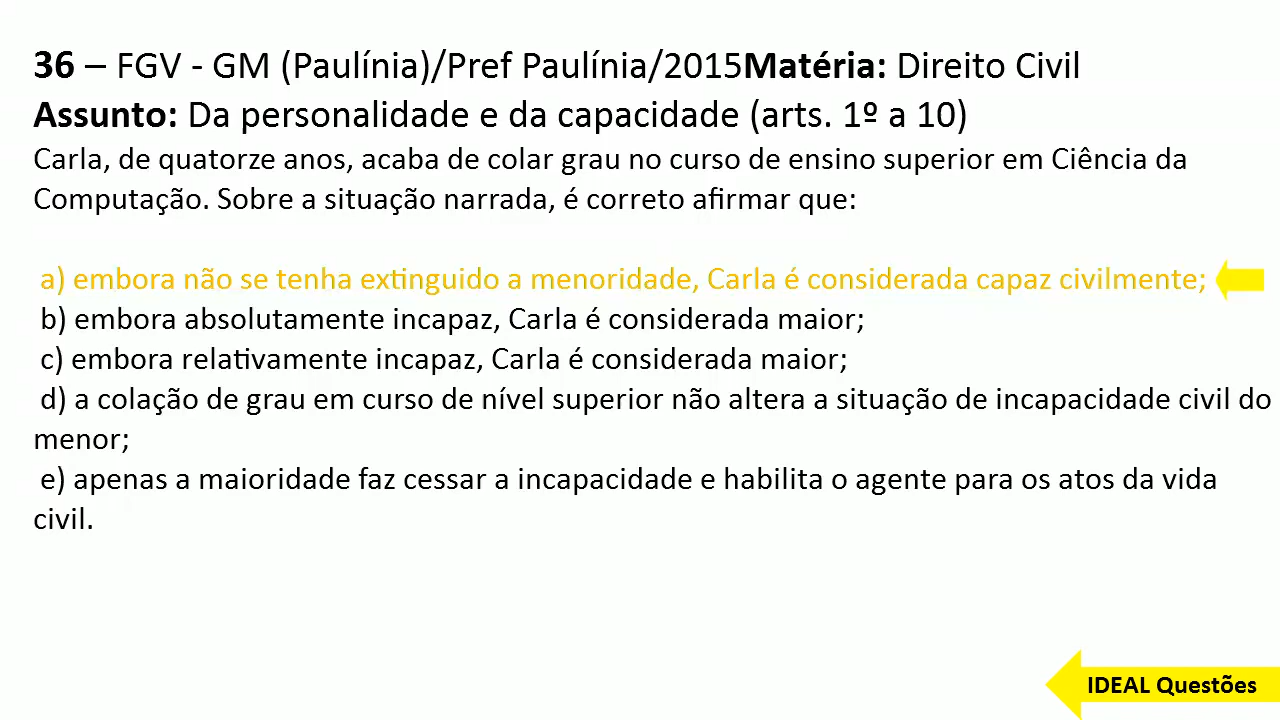 36 – FGV - GM (Paulínia)/Pref Paulínia/2015Matéria: Direito Civil
Assunto: Da personalidade e da capacidade (arts. 1º a 10)
Carla, de quatorze anos, acaba de colar grau no curso de ensino superior em Ciência da
Computação. Sobre a situação narrada, é correto afirmar que:
a) embora não se tenha extinguido a menoridade, Carla é considerada capaz civilmente;
b) embora absolutamente incapaz, Carla é considerada maior;
c) embora relativamente incapaz, Carla é considerada maior;
d) a colação de grau em curso de nível superior não altera a situação de incapacidade civil do
menor;
e) apenas a maioridade faz cessar a incapacidade e habilita o agente para os atos da vida
civil.
IDEAL Questões